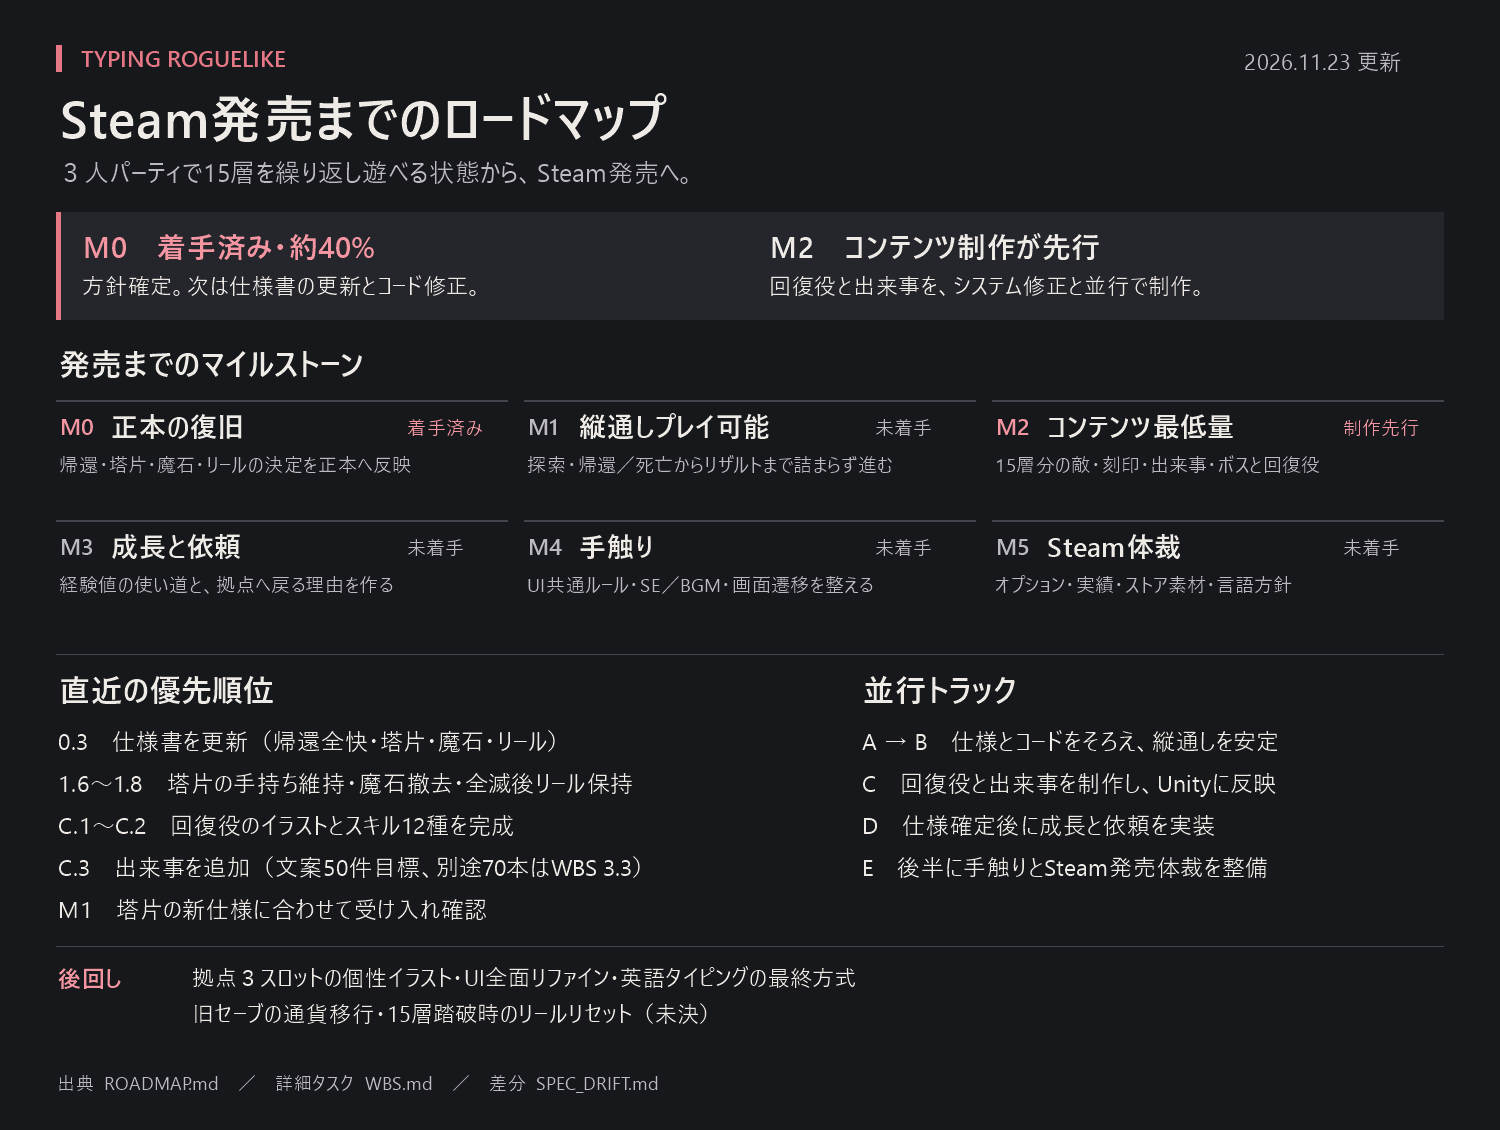 TYPING ROGUELIKE
2026.11.23 更新
Steam発売までのロードマップ
3人パーティで15層を繰り返し遊べる状態から、Steam発売へ。
M0 着手済み・約40%
方針確定。次は仕様書の更新とコード修正。
M2 コンテンツ制作が先行
回復役と出来事を、システム修正と並行で制作。
発売までのマイルストーン
M0 正本の復旧 着手済み
帰還・塔片・魔石・リールの決定を正本へ反映
M1 縦通しプレイ可能 未着手
探索・帰還／死亡からリザルトまで詰まらず進む
M2 コンテンツ最低量 制作先行
15層分の敵・刻印・出来事・ボスと回復役
M3 成長と依頼 未着手
経験値の使い道と、拠点へ戻る理由を作る
M4 手触り 未着手
UI共通ルール・SE／BGM・画面遷移を整える
M5 Steam体裁 未着手
オプション・実績・ストア素材・言語方針
直近の優先順位
0.3 仕様書を更新（帰還全快・塔片・魔石・リール）
1.6～1.8 塔片の手持ち維持・魔石撤去・全滅後リール保持
C.1～C.2 回復役のイラストとスキル12種を完成
C.3 出来事を追加（文案50件目標、別途70本はWBS 3.3）
M1 塔片の新仕様に合わせて受け入れ確認
並行トラック
A → B 仕様とコードをそろえ、縦通しを安定
C 回復役と出来事を制作し、Unityに反映
D 仕様確定後に成長と依頼を実装
E 後半に手触りとSteam発売体裁を整備
後回し 拠点3スロットの個性イラスト・UI全面リファイン・英語タイピングの最終方式
旧セーブの通貨移行・15層踏破時のリールリセット（未決）
出典 ROADMAP.md ／ 詳細タスク WBS.md ／ 差分 SPEC_DRIFT.md